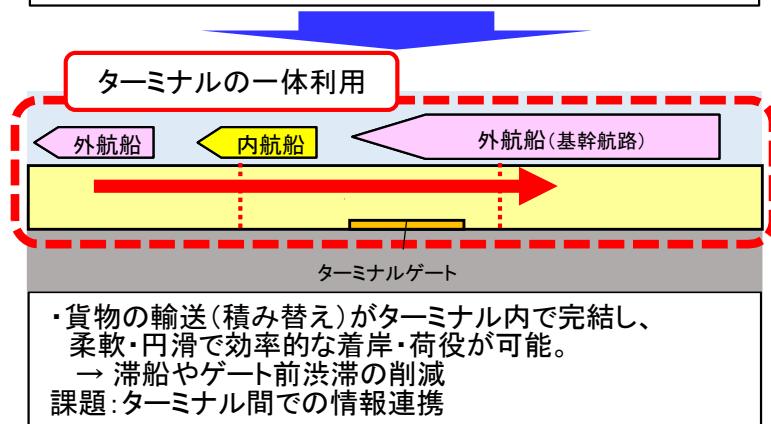 ターミナルの一体利用
外航船
内航船
外航船(基幹航路)
ターミナルゲート
・貨物の輸送(積み替え)がターミナル内で完結し、
柔軟・円滑で効率的な着岸・荷役が可能。
→ 滞船やゲート前渋滞の削減
課題:ターミナル間での情報連携